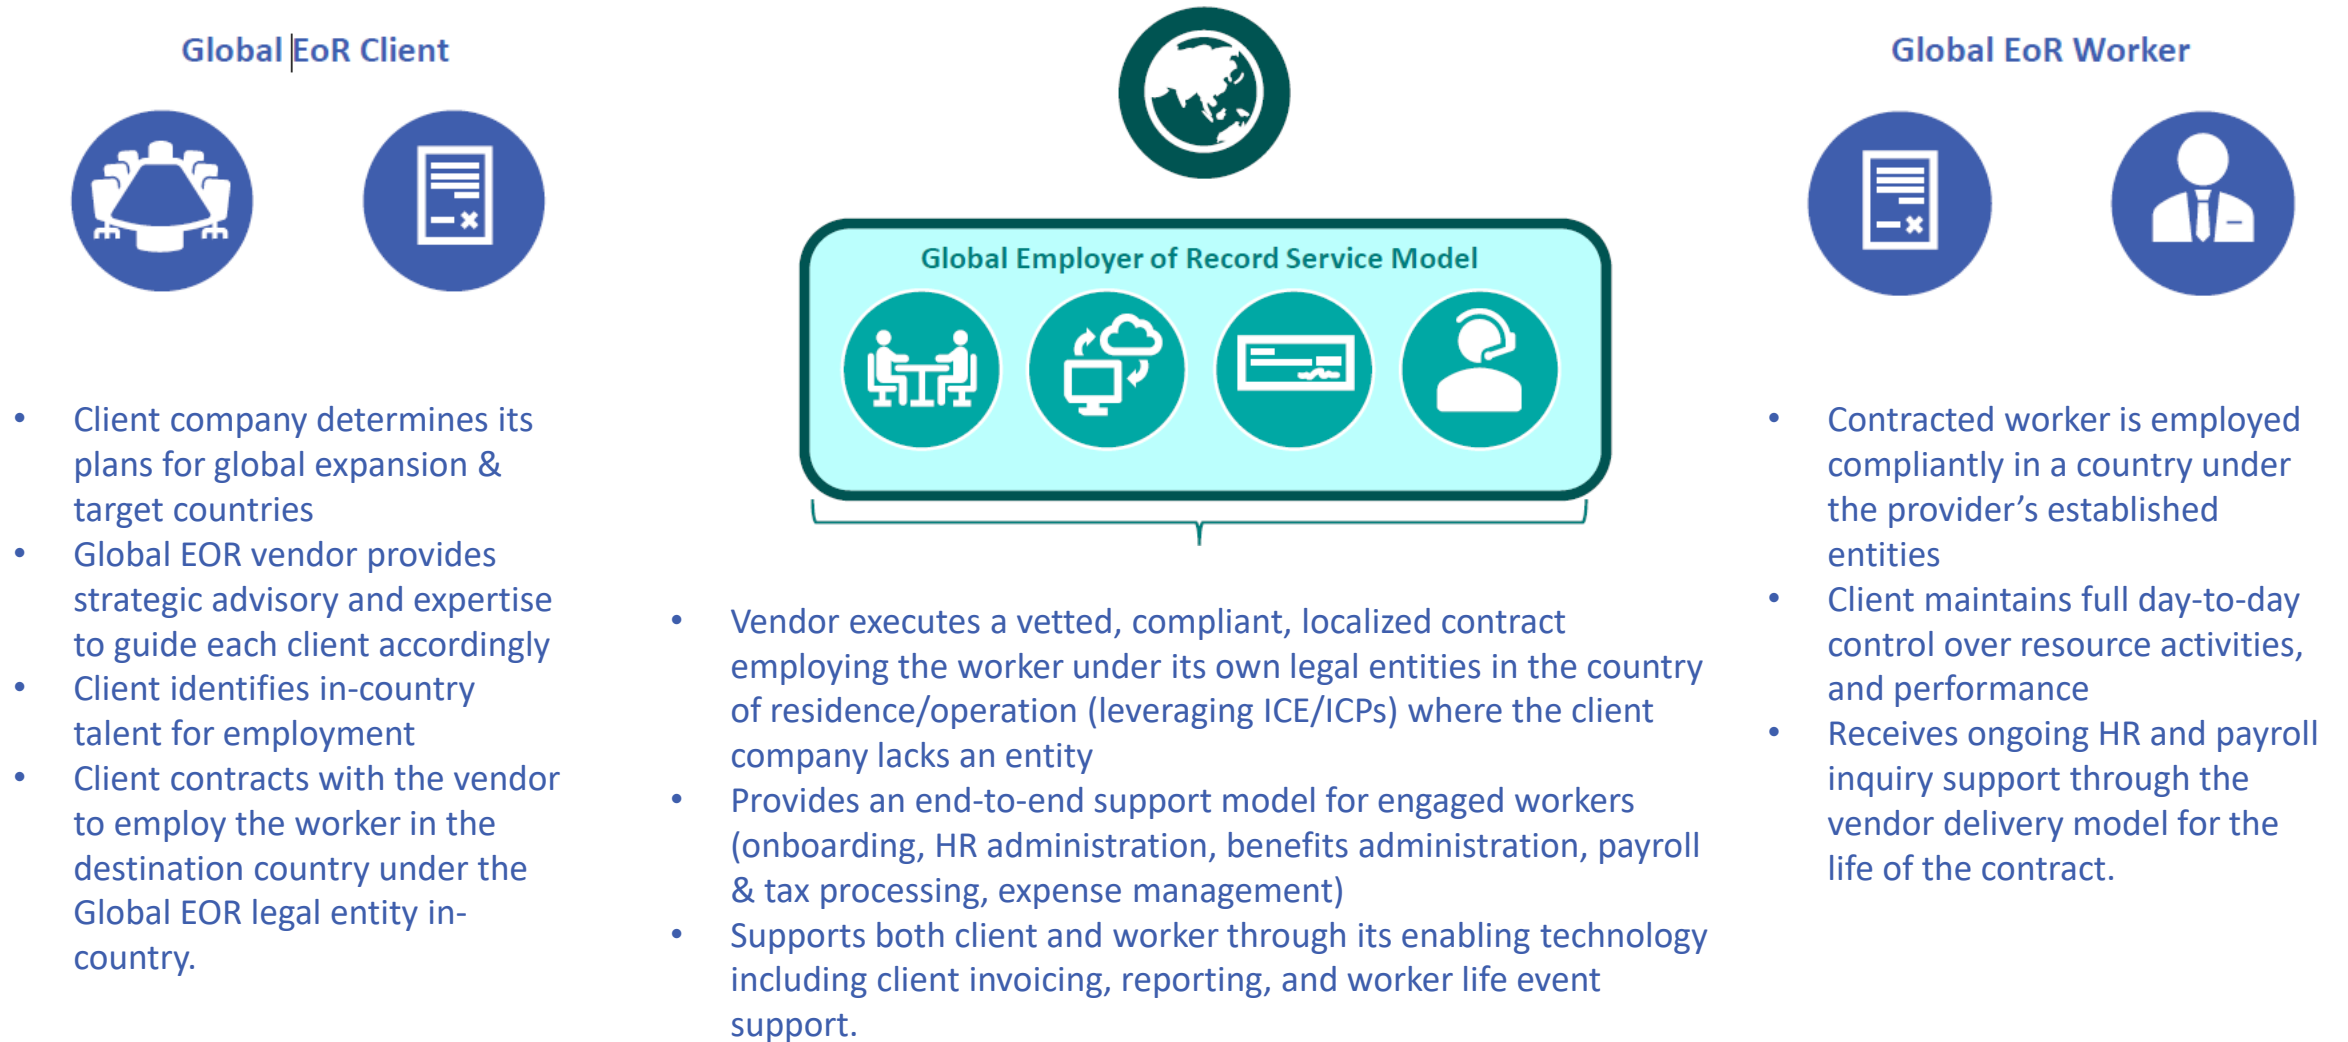 Global EoR Client
• Client company determines its
plans for global expansion &
target countries
• Global EOR vendor provides
strategic advisory and expertise
to guide each client accordingly
• Client identifies in-country
talent for employment
• Client contracts with the vendor
to employ the worker in the
destination country under the
Global EOR legal entity in-
country.
Global Employer of Record Service Model
• Vendor executes a vetted, compliant, localized contract
employing the worker under its own legal entities in the country
of residence/operation (leveraging ICE/ICPs) where the client
company lacks an entity
• Provides an end-to-end support model for engaged workers
(onboarding, HR administration, benefits administration, payroll
& tax processing, expense management)
• Supports both client and worker through its enabling technology
including client invoicing, reporting, and worker life event
support.
Global EoR Worker
• Contracted worker is employed
compliantly in a country under
the provider’s established
entities
• Client maintains full day-to-day
control over resource activities,
and performance
• Receives ongoing HR and payroll
inquiry support through the
vendor delivery model for the
life of the contract.